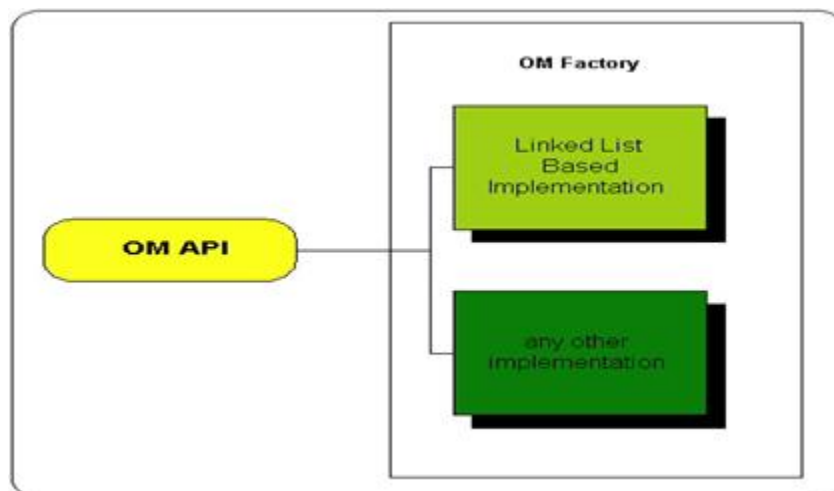 OM Factory
Linked List
Based
Implementation
OM API
any other
implementation